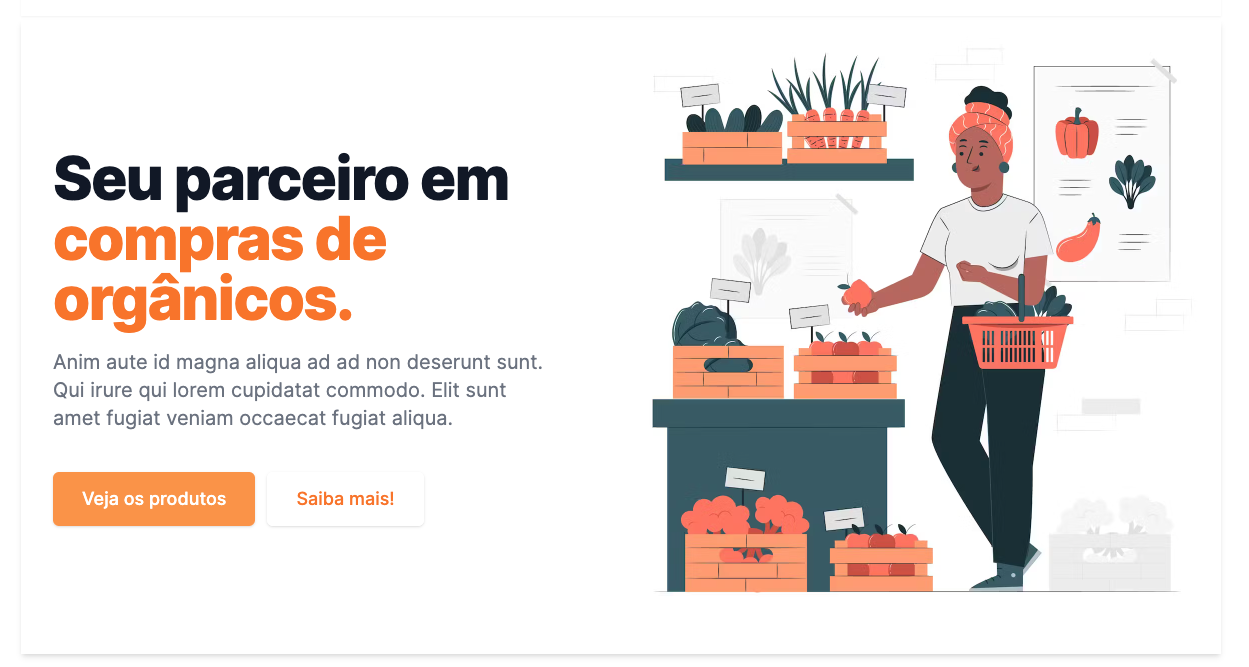 Seu parceiro em
compras de
orgânicos.
Anim aute id magna aliqua ad ad non deserunt sunt.
Qui irure qui lorem cupidatat commodo. Elit sunt
amet fugiat veniam occaecat fugiat aliqua.
Veja os produtos
Saiba mais!